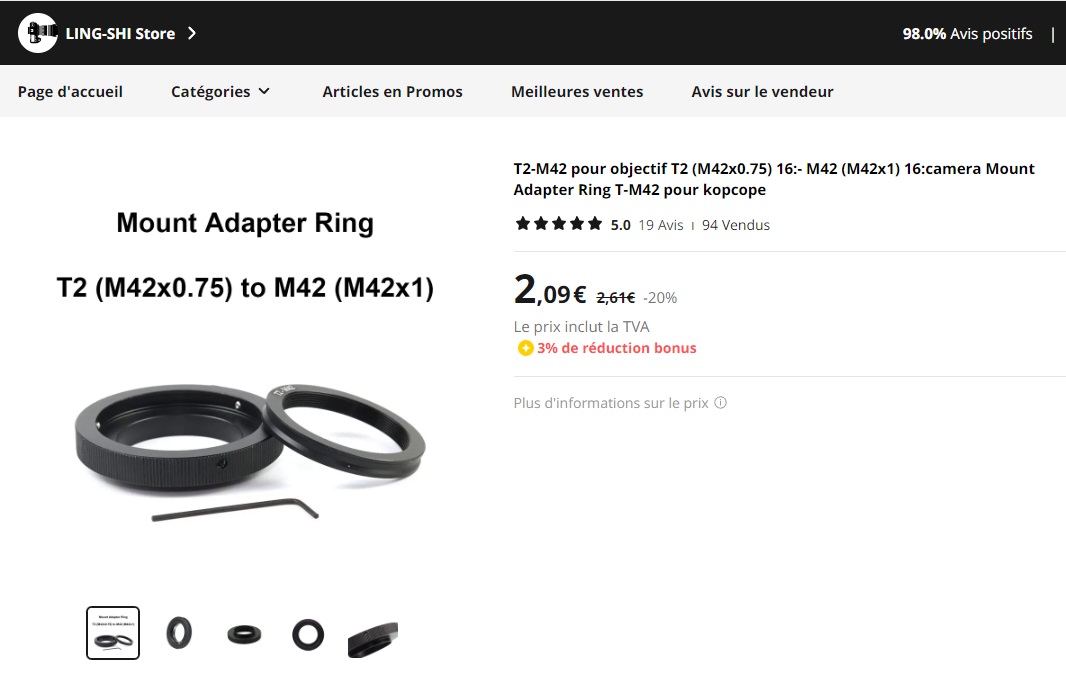 LING-SHI Store
98.0% Avis positifs |
Page d'accueil
Catégories
Articles en Promos
Meilleures ventes
Avis sur le vendeur
Mount Adapter Ring
T2 (M42x0.75) to M42 (M42x1)
T2-M42 pour objectif T2 (M42x0.75) 16:- M42 (M42x1) 16:camera Mount
Adapter Ring T-M42 pour kopcope
5.0 19 Avis | 94 Vendus
2,09€ 2,61€ -20%
Le prix inclut la TVA
3% de réduction bonus
Plus d'informations sur le prix